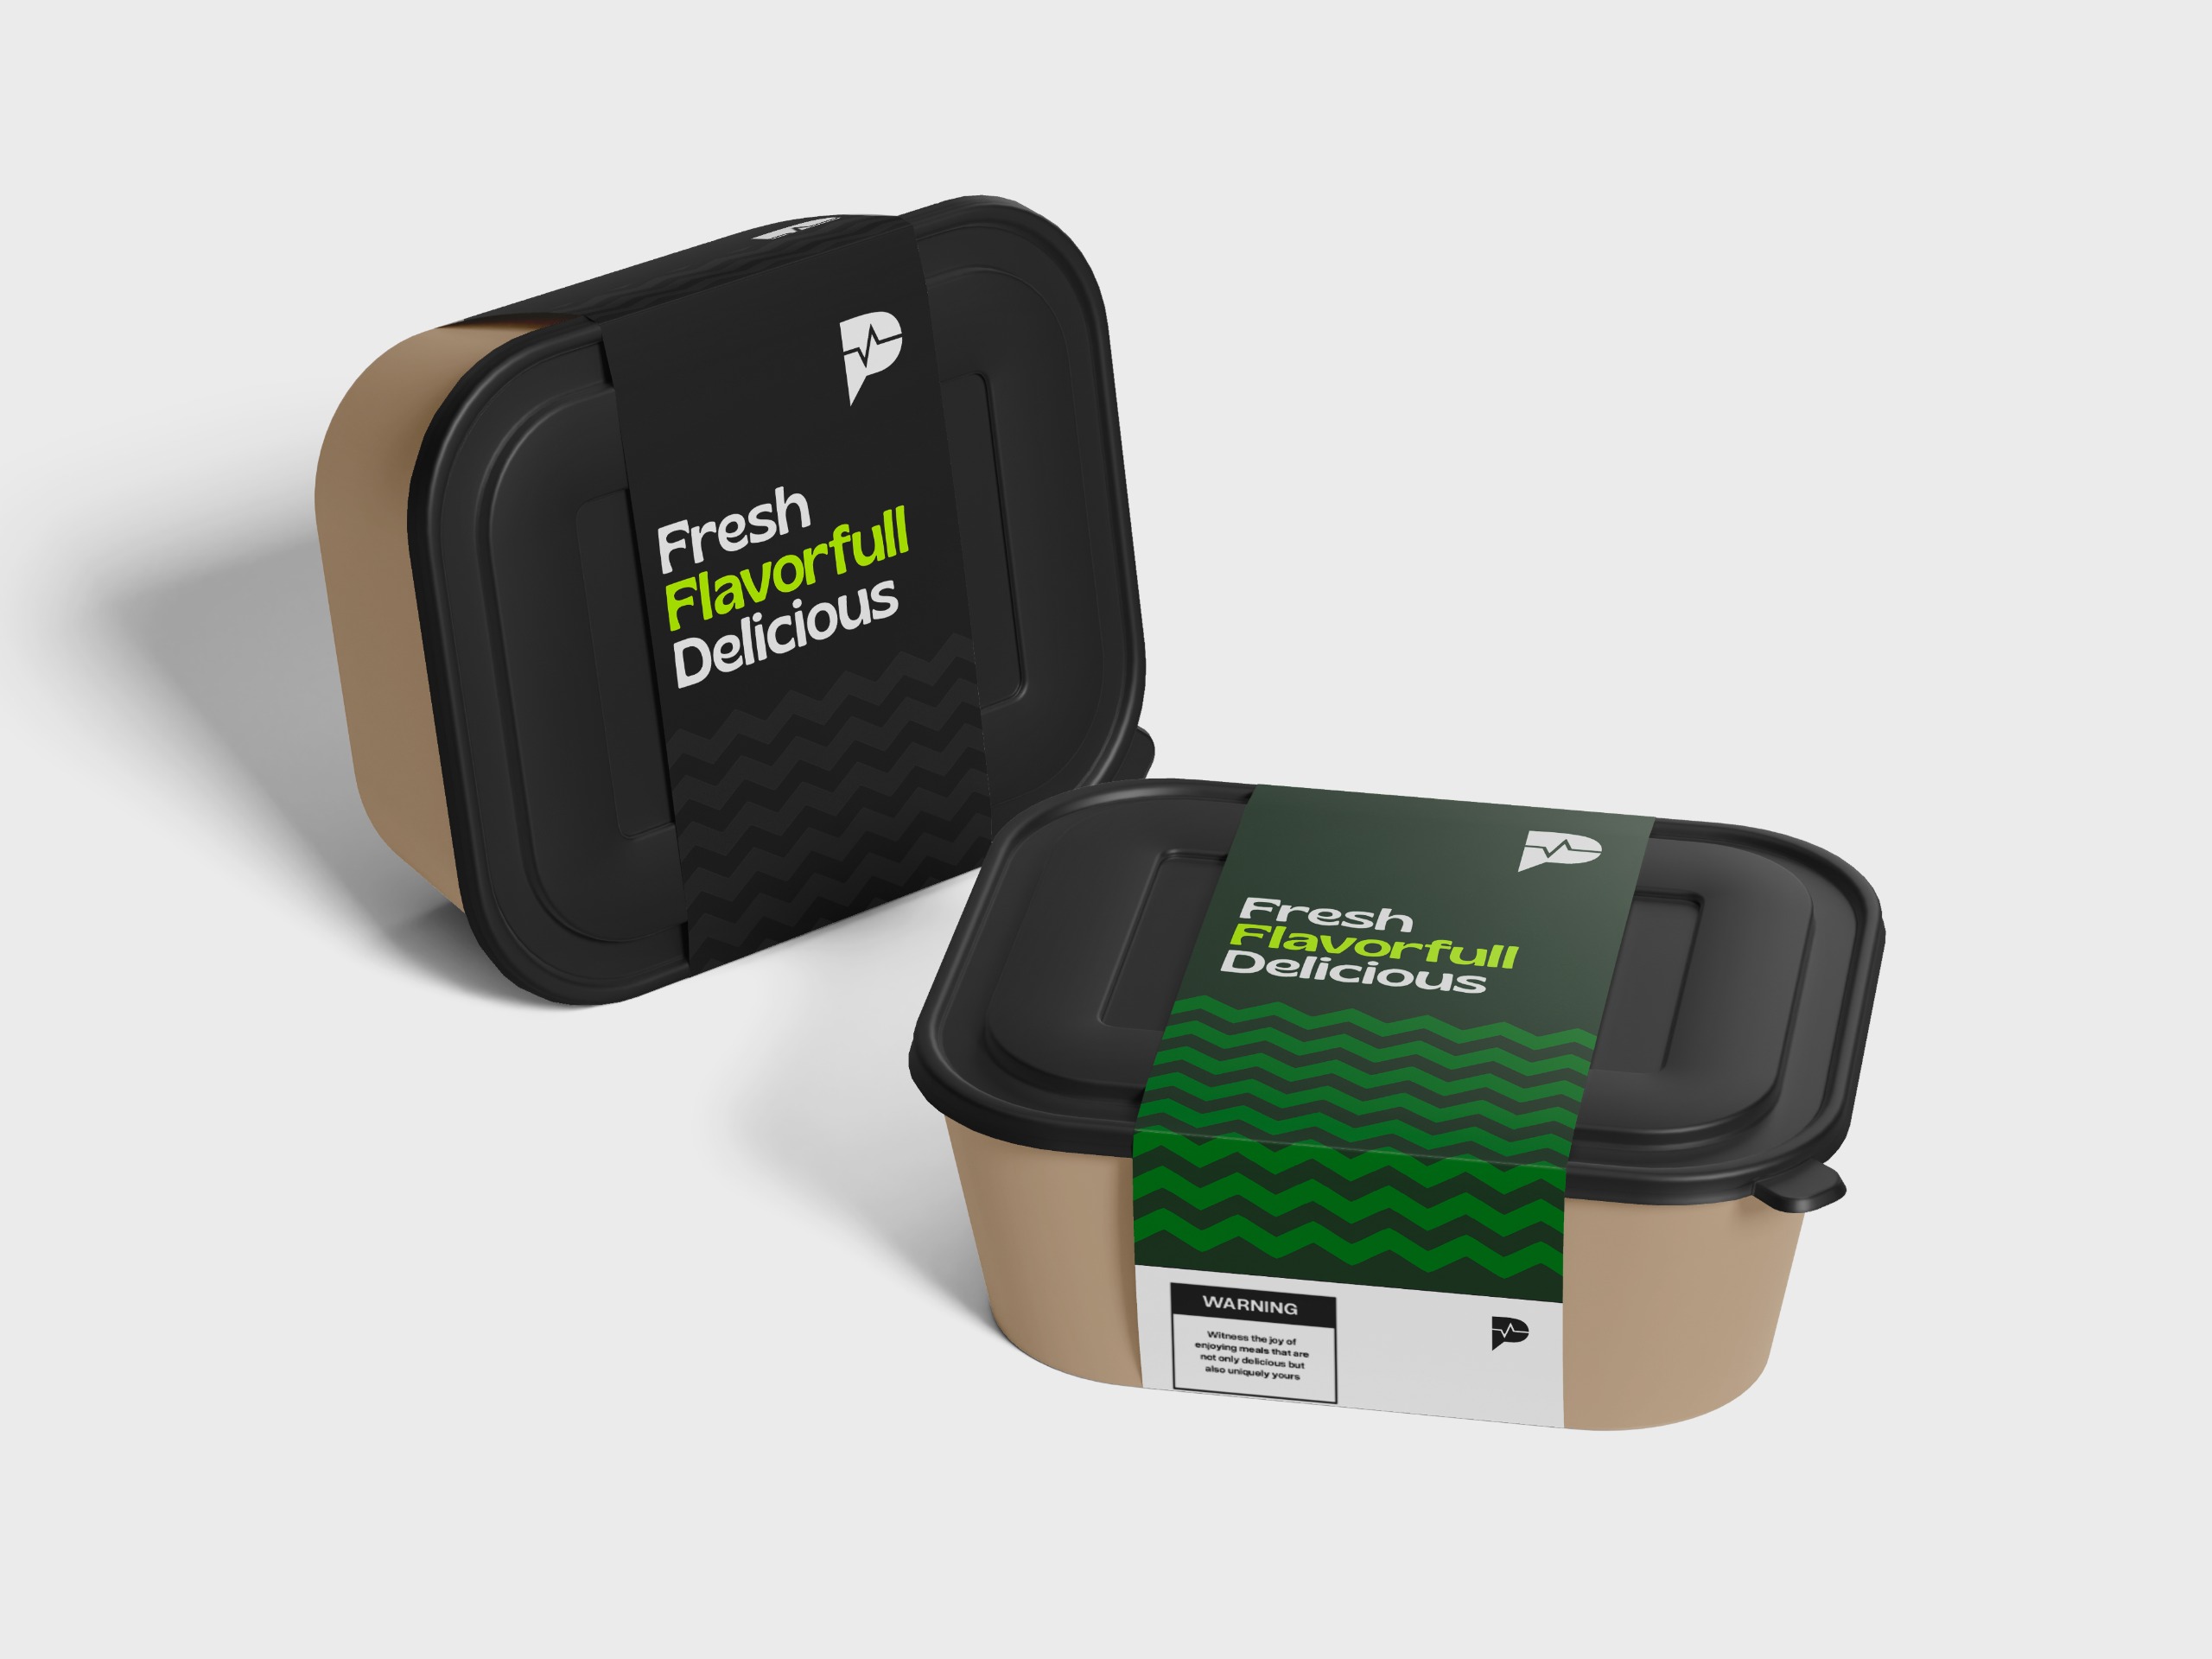 Fresh
Flavorfull
Delicious
Fresh
Flavorfull
Delicious
WARNING
Witness the joy of
enjoying meals that are
not only delicious but
also uniquely yours